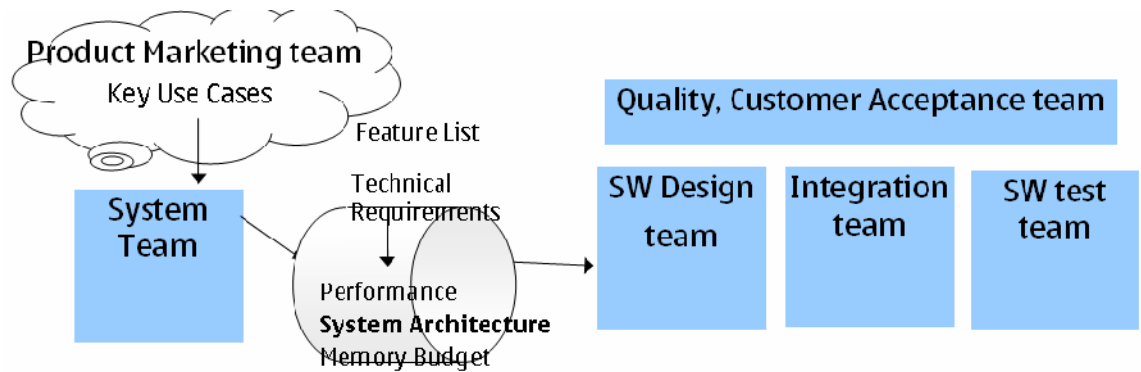 Product Marketing team
Key Use Cases
Feature List
System
Team
Technical
Requirements
Performance
System Architecture
Memory Budget
Quality, Customer Acceptance team
SW Design
team
Integration
team
SW test
team